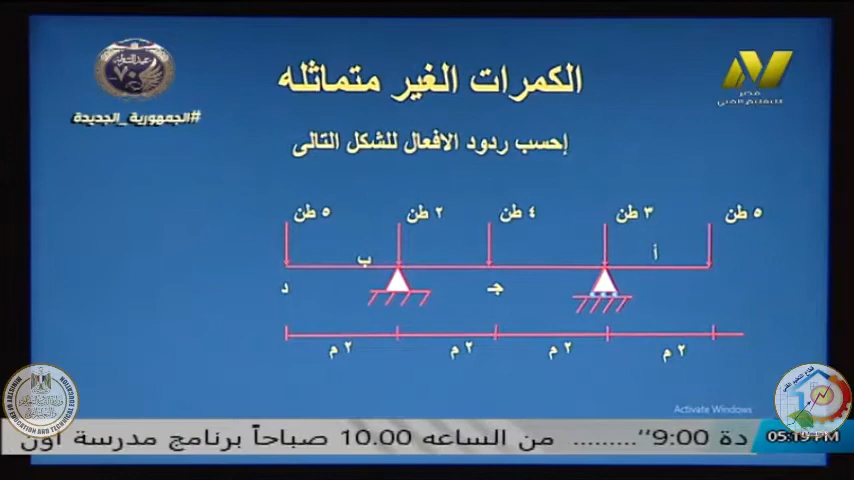 الكمرات الغير متماثله
#الجمهورية_الجديدة
إحسب ردود الافعال للشكل التالى
٥ طن
٢ طن
٤ طن
٣ طن
٥ طن
ب
أ
د
جـ
٢ م
٢ م
٢ م
٢ م
Activate Windows
دة 9:00"......... من الساعه 10.00 صباحاً برنامج مدرسة اون
05:19 PM